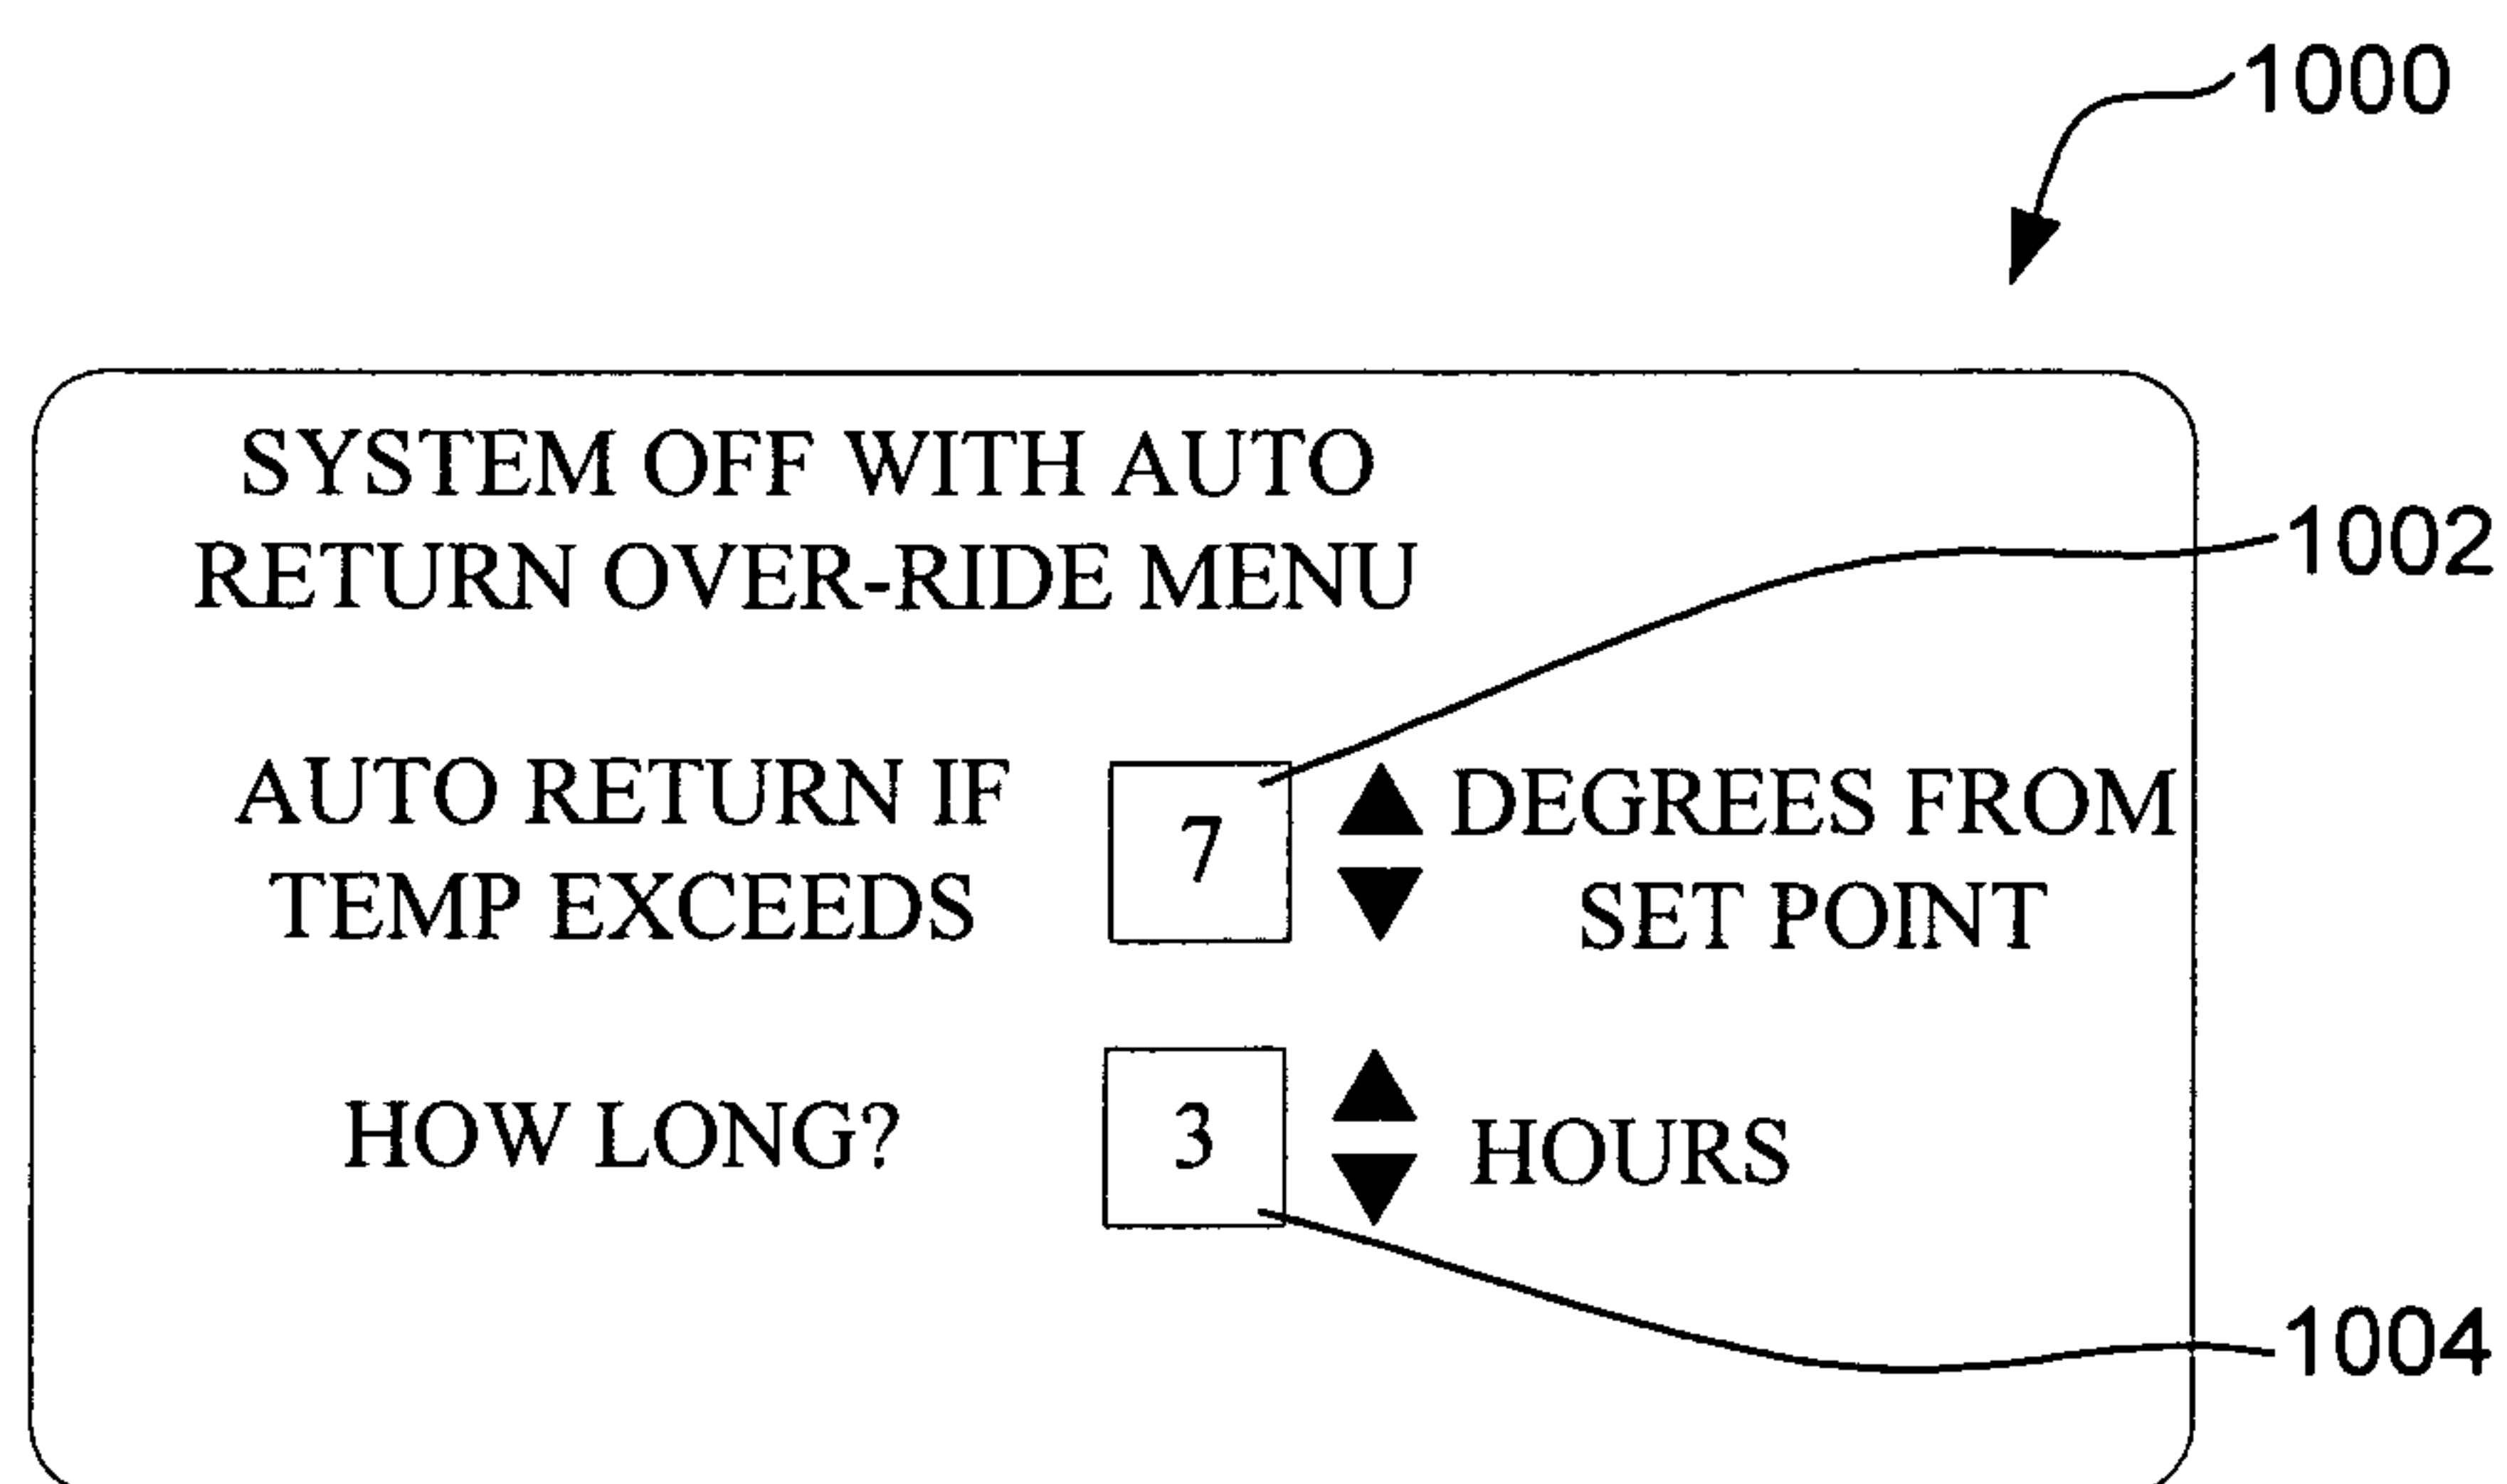 1000
SYSTEM OFF WITH AUTO
RETURN OVER-RIDE MENU
1002
AUTO RETURN IF
TEMP EXCEEDS
7
DEGREES FROM
SET POINT
HOW LONG?
3
HOURS
1004